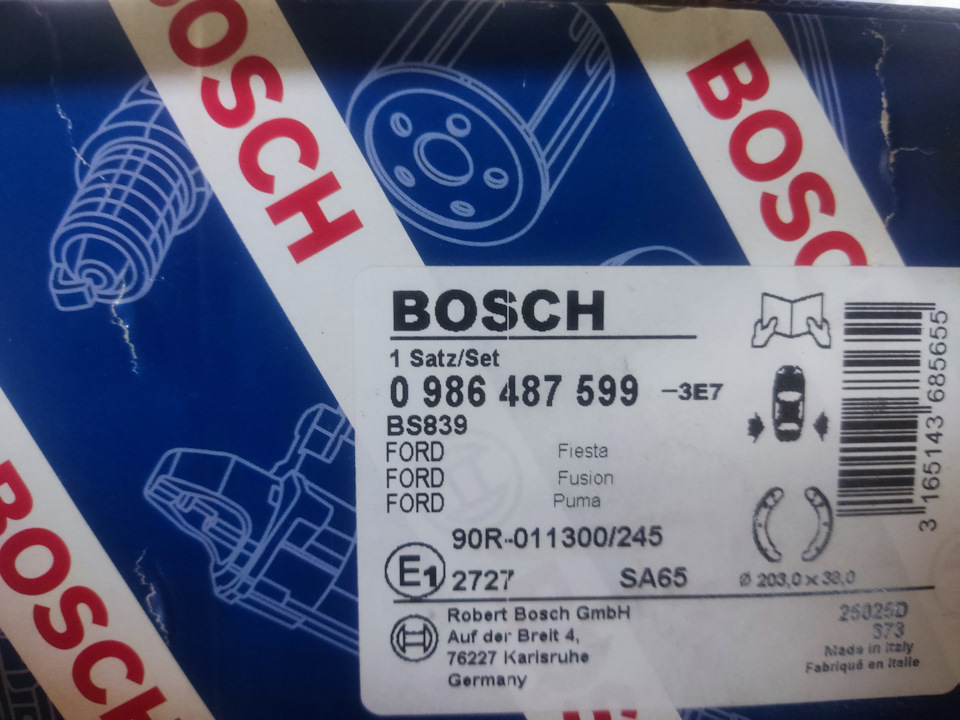 BOSCH
BOSCH
BOSCH
BOSCH
1 Satz/Set
0 986 487 599 -3E7
BS839
FORD Fiesta
FORD Fusion
FORD Puma
90R-011300/245
E1 2727 SA65
Ø 203,0 x 38,0
Robert Bosch GmbH
Auf der Breit 4,
76227 Karlsruhe
Germany
373
Made in Italy
Fabriqué en Italie
3 165143 685655